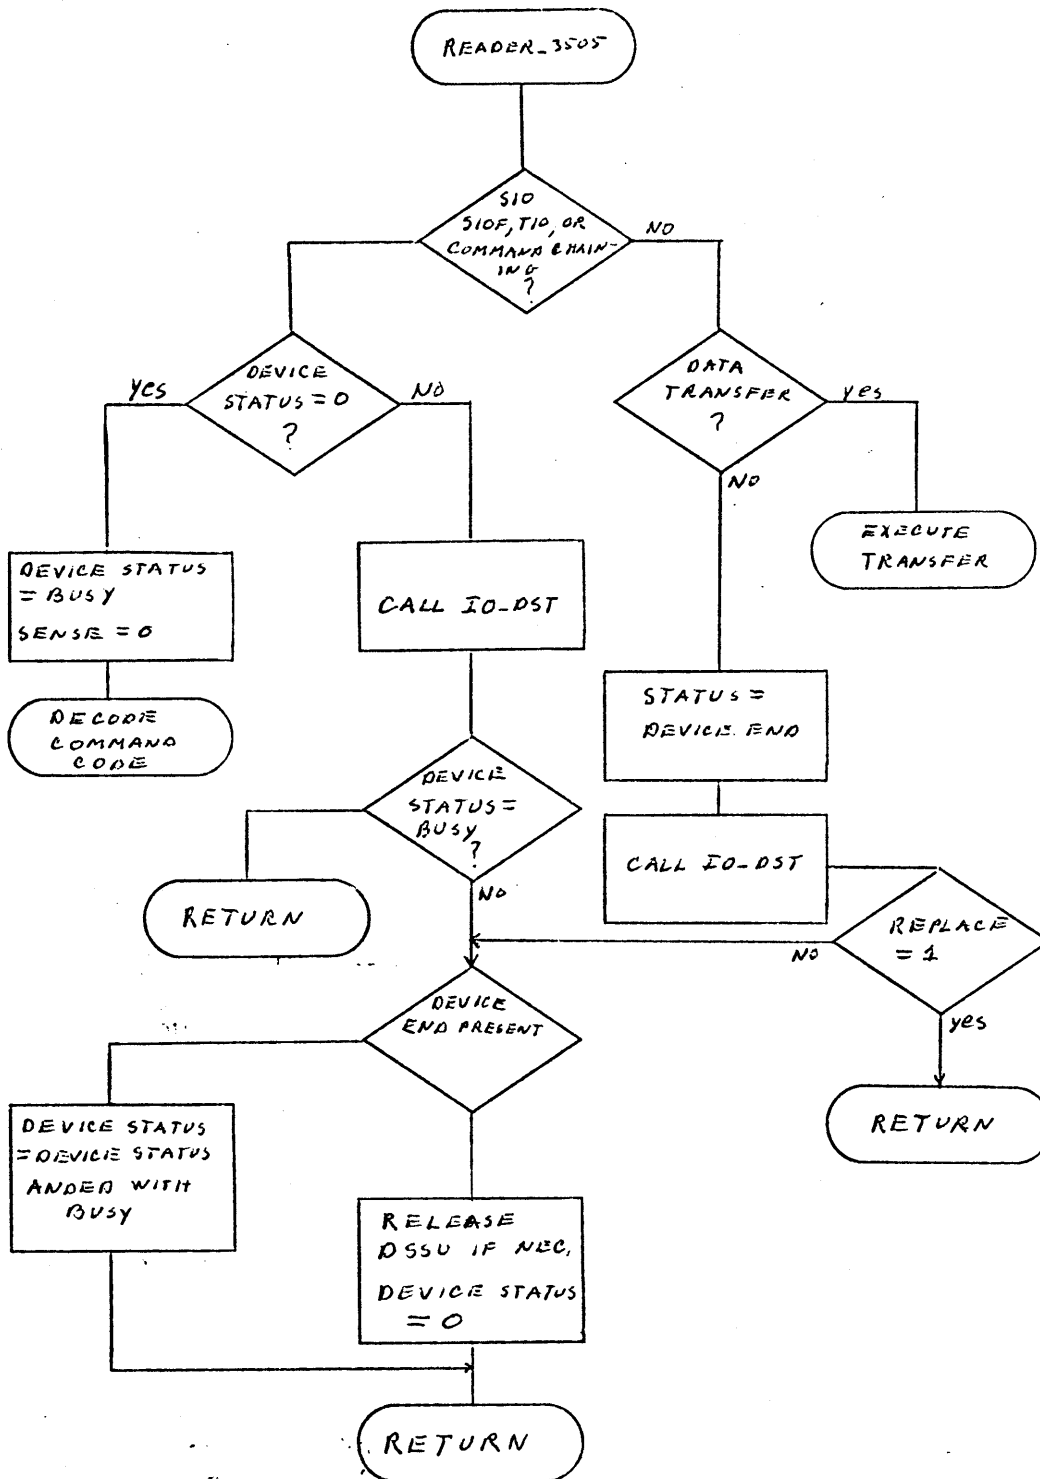 READER_3505
SIO
SIOF, TIO, OR
COMMAND CHAIN-
ING
?
NO
DEVICE
STATUS = 0
?
YES
NO
DATA
TRANSFER
?
YES
NO
DEVICE STATUS
= BUSY
SENSE = 0
CALL IO_DST
EXECUTE
TRANSFER
DECODE
COMMAND
CODE
STATUS =
DEVICE END
DEVICE
STATUS =
BUSY
?
NO
CALL IO_DST
RETURN
REPLACE
= 1
NO
YES
DEVICE
END PRESENT
RETURN
DEVICE STATUS
= DEVICE STATUS
ANDED WITH
BUSY
RELEASE
DSSU IF NEC.
DEVICE STATUS
= 0
RETURN